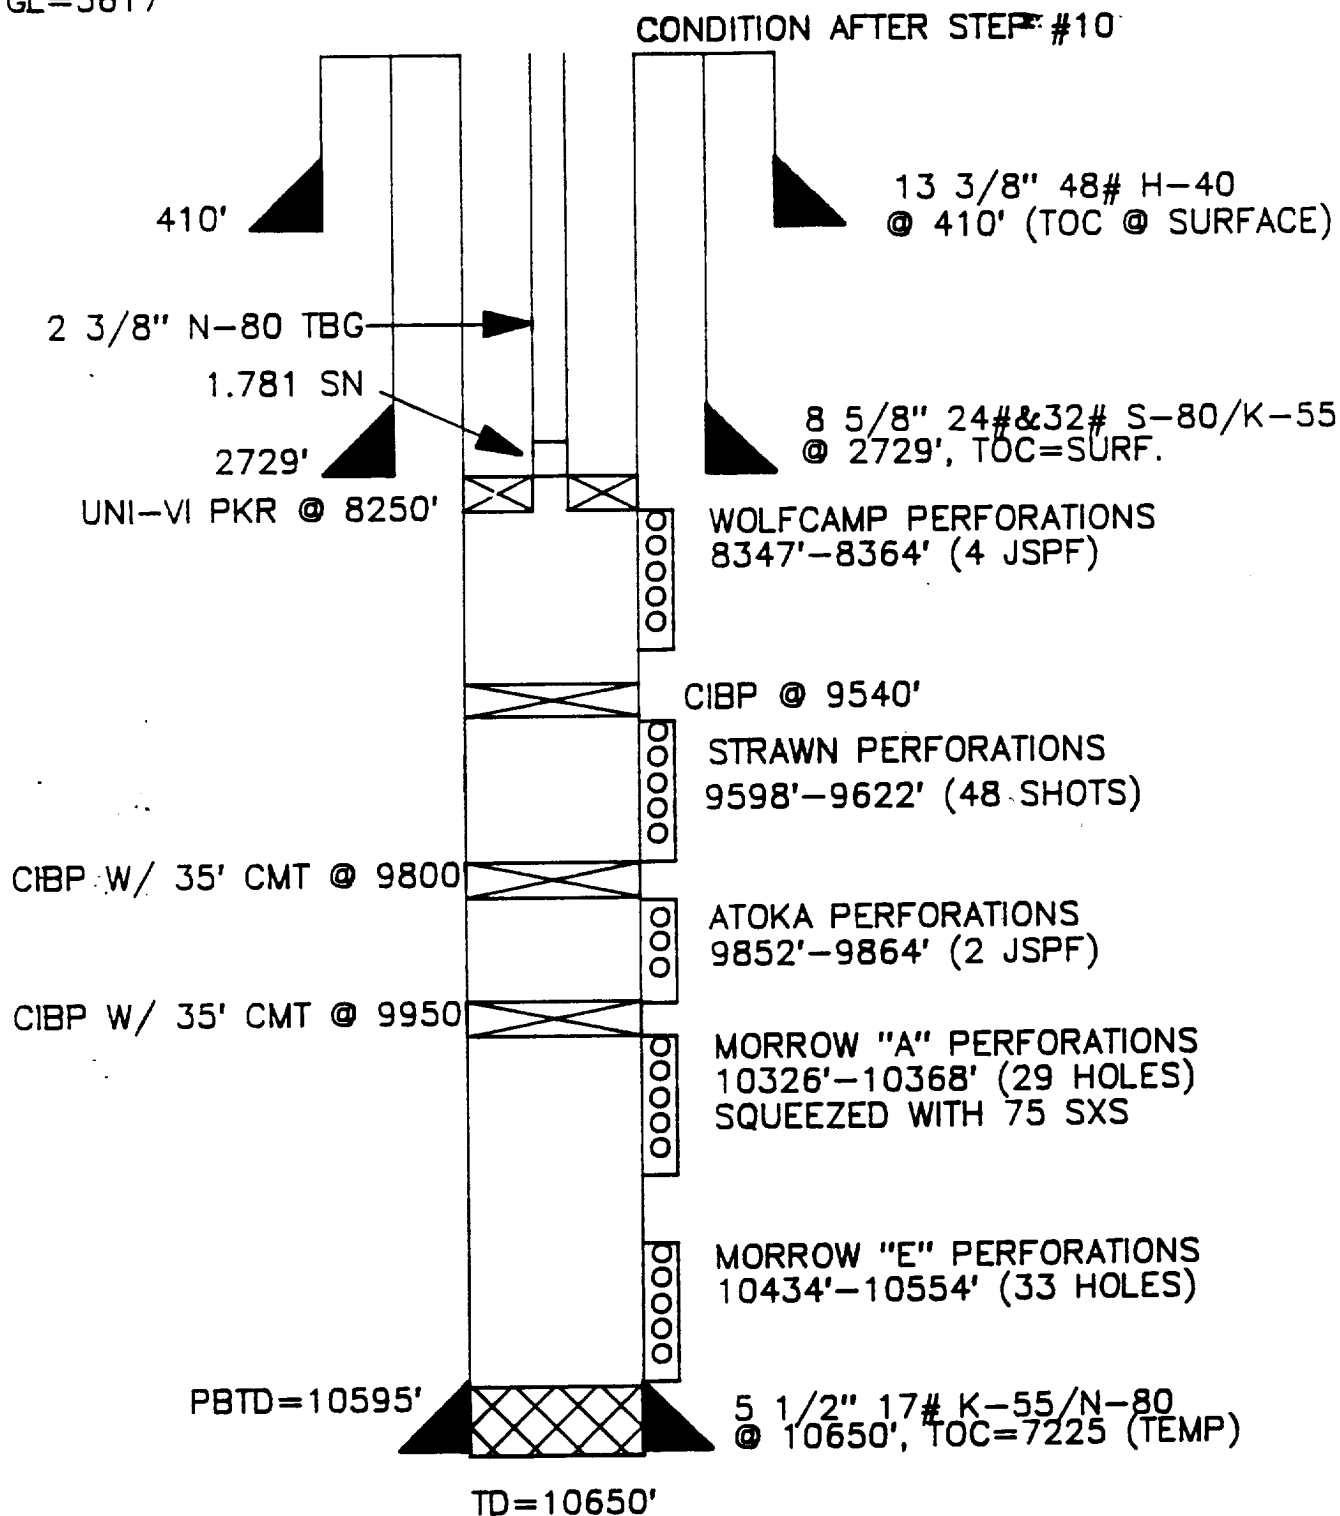 CONDITION AFTER STEP #10
410'
13 3/8" 48# H-40
@ 410' (TOC @ SURFACE)
2 3/8" N-80 TBG
1.781 SN
2729'
8 5/8" 24#&32# S-80/K-55
@ 2729', TOC=SURF.
UNI-VI PKR @ 8250'
WOLFCAMP PERFORATIONS
8347'-8364' (4 JSPF)
CIBP @ 9540'
STRAWN PERFORATIONS
9598'-9622' (48 SHOTS)
CIBP W/ 35' CMT @ 9800
ATOKA PERFORATIONS
9852'-9864' (2 JSPF)
CIBP W/ 35' CMT @ 9950
MORROW "A" PERFORATIONS
10326'-10368' (29 HOLES)
SQUEEZED WITH 75 SXS
MORROW "E" PERFORATIONS
10434'-10554' (33 HOLES)
PBTD=10595'
5 1/2" 17# K-55/N-80
@ 10650', TOC=7225 (TEMP)
TD=10650'